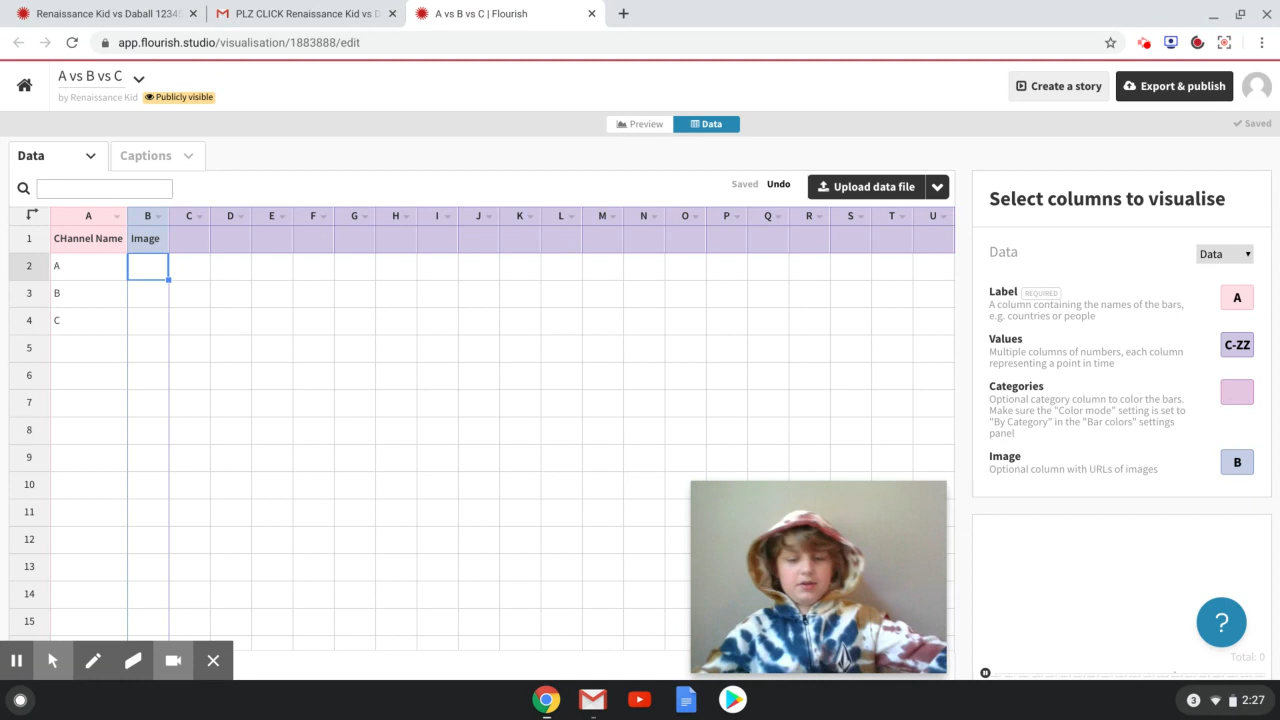 Renaissance Kid vs Daball 1234
PLZ CLICK Renaissance Kid vs D
A vs B vs C | Flourish
app.flourish.studio/visualisation/1883888/edit
A vs B vs C
by Renaissance Kid
Publicly visible
Create a story
Export & publish
Preview
Data
Saved
Data
Captions
Saved
Undo
Upload data file
A B C D E F G H I J K L M N O P Q R S T U
1 CHannel Name Image
2 A
3 B
4 C
5
6
7
8
9
10
11
12
13
14
15
Select columns to visualise
Data
Data
Label REQUIRED
A column containing the names of the bars,
e.g. countries or people
A
Values
Multiple columns of numbers, each column
representing a point in time
C-ZZ
Categories
Optional category column to color the bars.
Make sure the "Color mode" setting is set to
"By Category" in the "Bar colors" settings
panel
Image
Optional column with URLs of images
B
?
Total: 0
3
2:27